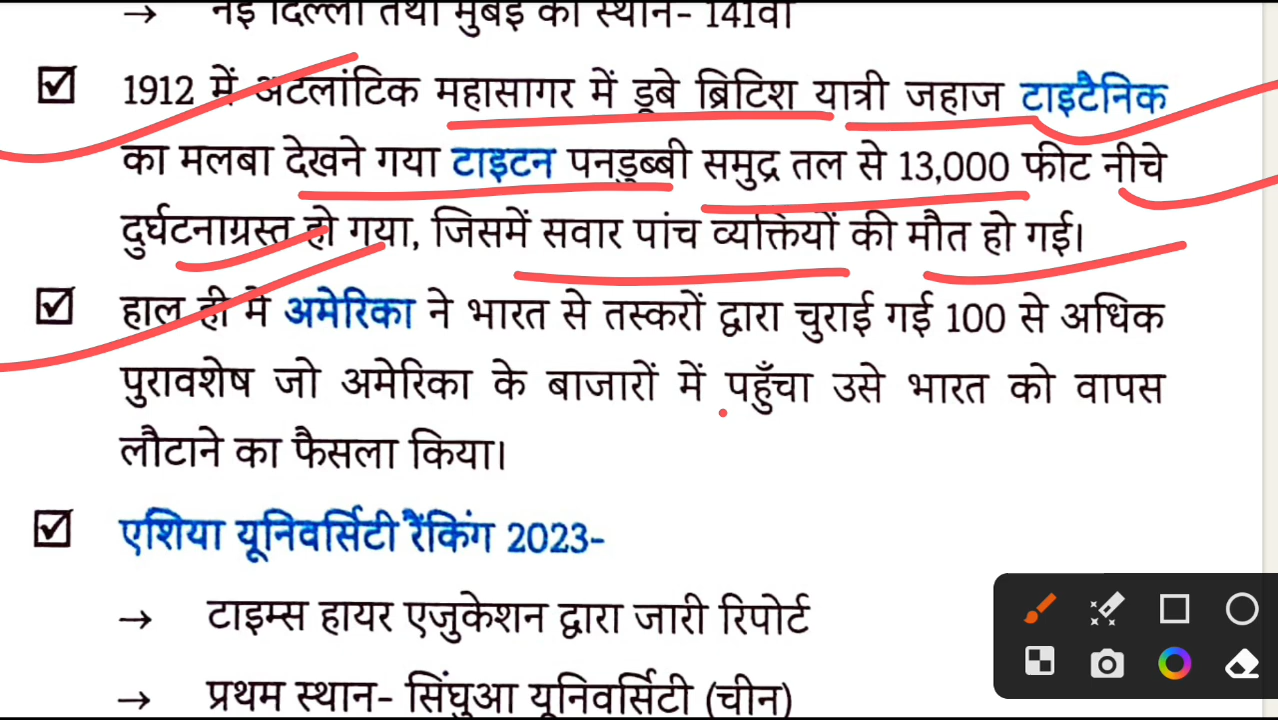 → नई दिल्ली तथा मुंबई का स्थान- 141वां
1912 में अटलांटिक महासागर में डूबे ब्रिटिश यात्री जहाज टाइटैनिक
का मलबा देखने गया टाइटन पनडुब्बी समुद्र तल से 13,000 फीट नीचे
दुर्घटनाग्रस्त हो गया, जिसमें सवार पांच व्यक्तियों की मौत हो गई।
हाल ही में अमेरिका ने भारत से तस्करों द्वारा चुराई गई 100 से अधिक
पुरावशेष जो अमेरिका के बाजारों में पहुँचा उसे भारत को वापस
लौटाने का फैसला किया।
एशिया यूनिवर्सिटी रैंकिंग 2023-
→ टाइम्स हायर एजुकेशन द्वारा जारी रिपोर्ट
→ प्रथम स्थान- सिंघुआ यूनिवर्सिटी (चीन)